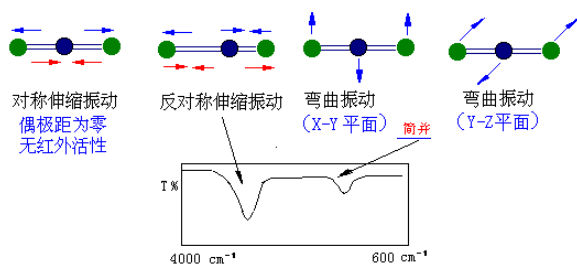 对称伸缩振动
偶极距为零
无红外活性
反对称伸缩振动
弯曲振动
(X-Y 平面)
弯曲振动
(Y-Z平面)
简并
T %
4000 cm⁻¹
600 cm⁻¹